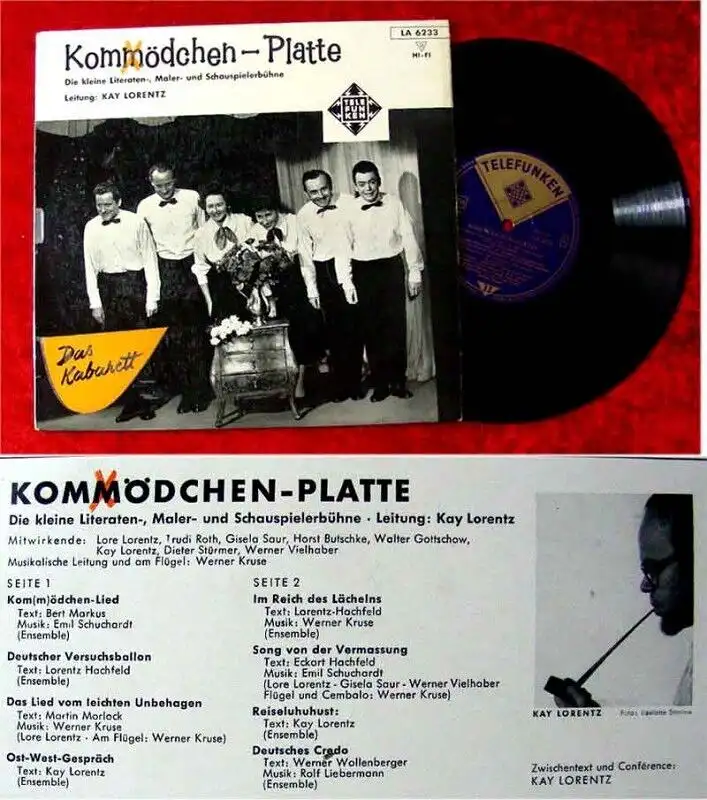 LA 6233
HI-FI
Kommödchen-Platte
Die kleine Literaten-, Maler- und Schauspielerbühne
Leitung: KAY LORENTZ
TELE
FUN
KEN
Das
Kabarett
TELEFUNKEN
KOMMÖDCHEN-PLATTE
Die kleine Literaten-, Maler- und Schauspielerbühne · Leitung: Kay Lorentz
Mitwirkende: Lore Lorentz, Trudi Roth, Gisela Saur, Horst Butschke, Walter Gottschow,
Kay Lorentz, Dieter Stürmer, Werner Vielhaber
Musikalische Leitung und am Flügel: Werner Kruse
SEITE 1
Kom(m)ödchen-Lied
Text: Bert Markus
Musik: Emil Schuchardt
(Ensemble)
Deutscher Versuchsballon
Text: Lorentz Hachfeld
(Ensemble)
Das Lied vom leichten Unbehagen
Text: Martin Morlock
Musik: Werner Kruse
(Lore Lorentz · Am Flügel: Werner Kruse)
Ost-West-Gespräch
Text: Kay Lorentz
(Ensemble)
SEITE 2
Im Reich des Lächelns
Text: Lorentz-Hachfeld
Musik: Werner Kruse
(Ensemble)
Song von der Vermassung
Text: Eckart Hachfeld
Musik: Emil Schuchardt
(Lore Lorentz - Gisela Saur - Werner Vielhaber
Flügel und Cembalo: Werner Kruse)
Reiseluhuhust:
Text: Kay Lorentz
(Ensemble)
Deutsches Credo
Text: Werner Wollenberger
Musik: Rolf Liebermann
(Ensemble)
KAY LORENTZ
Foto:
Zwischentext und Conférence:
KAY LORENTZ